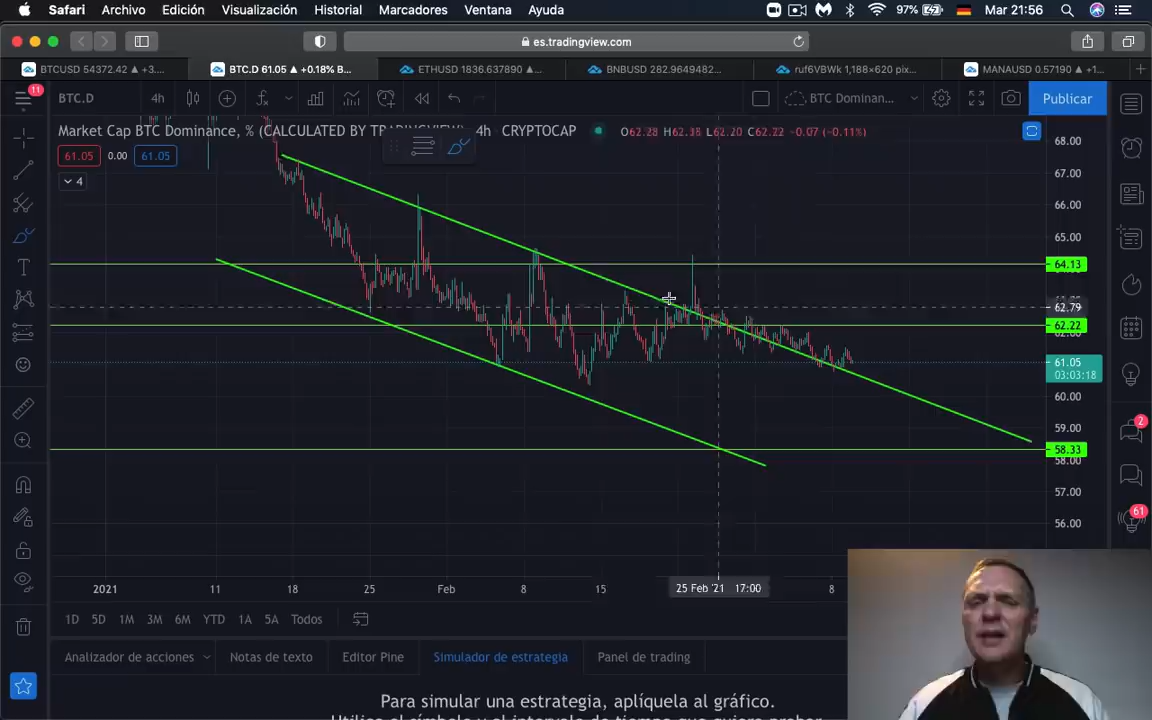 Safari Archivo Edición Visualización Historial Marcadores Ventana Ayuda 97% Mar 21:56
es.tradingview.com
BTCUSD 54372.42 ▲ +3.... BTC.D 61.05 ▲ +0.18% B... ETHUSD 1836.637890 ▲... BNBUSD 282.9649482... ruf6VBWk 1,188×620 pix... MANAUSD 0.57190 ▲ +1...
11
BTC.D 4h BTC Dominan... Publicar
Market Cap BTC Dominance, % (CALCULATED BY TRADINGVIEW) 4h CRYPTOCAP O62.28 H62.38 L62.20 C62.22 -0.07 (-0.11%)
68.00
61.05 0.00 61.05
67.00
4
66.00
65.00
64.13
62.79
62.22
61.05
03:03:18
60.00
59.00
2
58.33
58.00
57.00
61
56.00
2021 11 18 25 Feb 8 15 25 Feb '21 17:00 8
1D 5D 1M 3M 6M YTD 1A 5A Todos
Analizador de acciones Notas de texto Editor Pine Simulador de estrategia Panel de trading
Para simular una estrategia, aplíquela al gráfico.